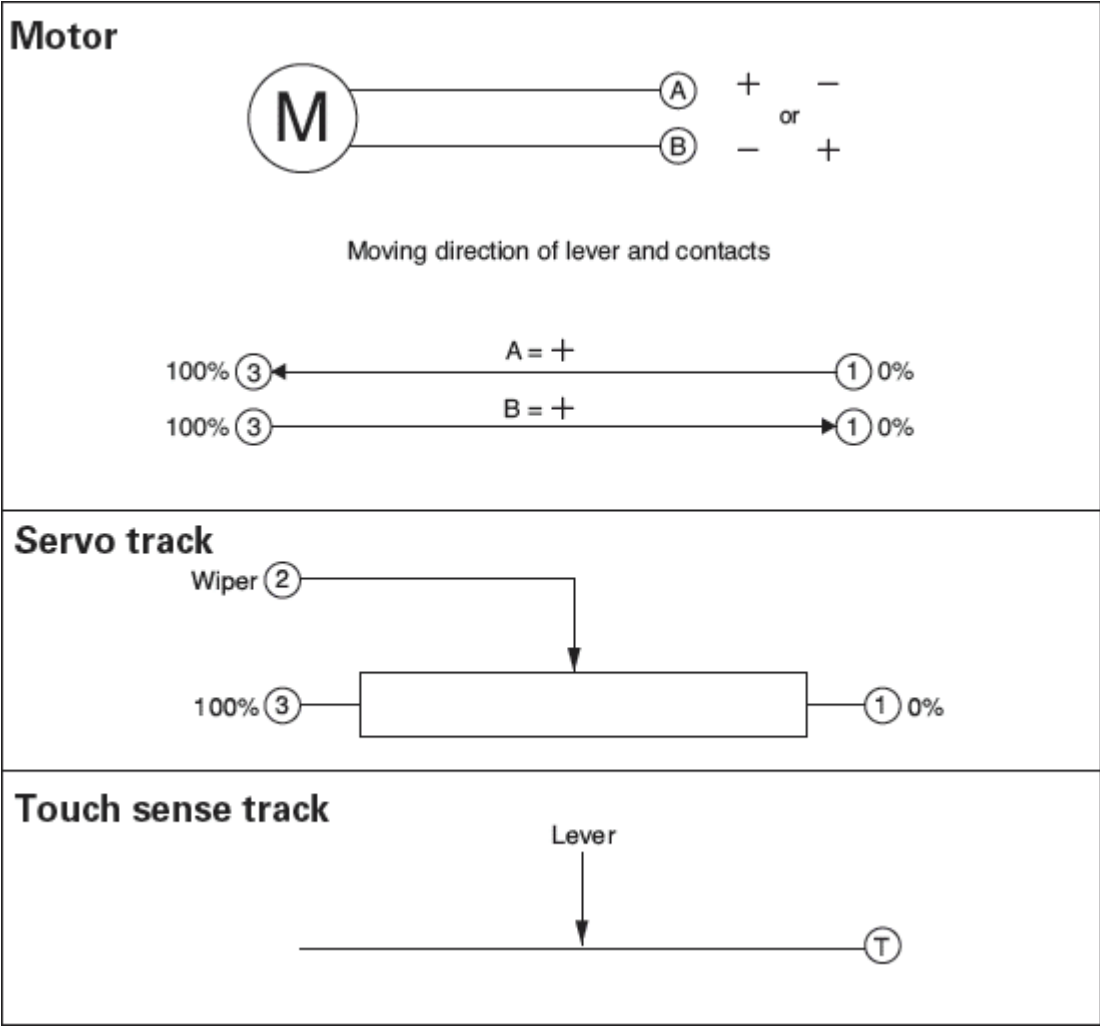 Motor
M
A + −
or
B − +
Moving direction of lever and contacts
A = +
100% 3 1 0%
B = +
100% 3 1 0%
Servo track
Wiper 2
100% 3 1 0%
Touch sense track
Lever
T